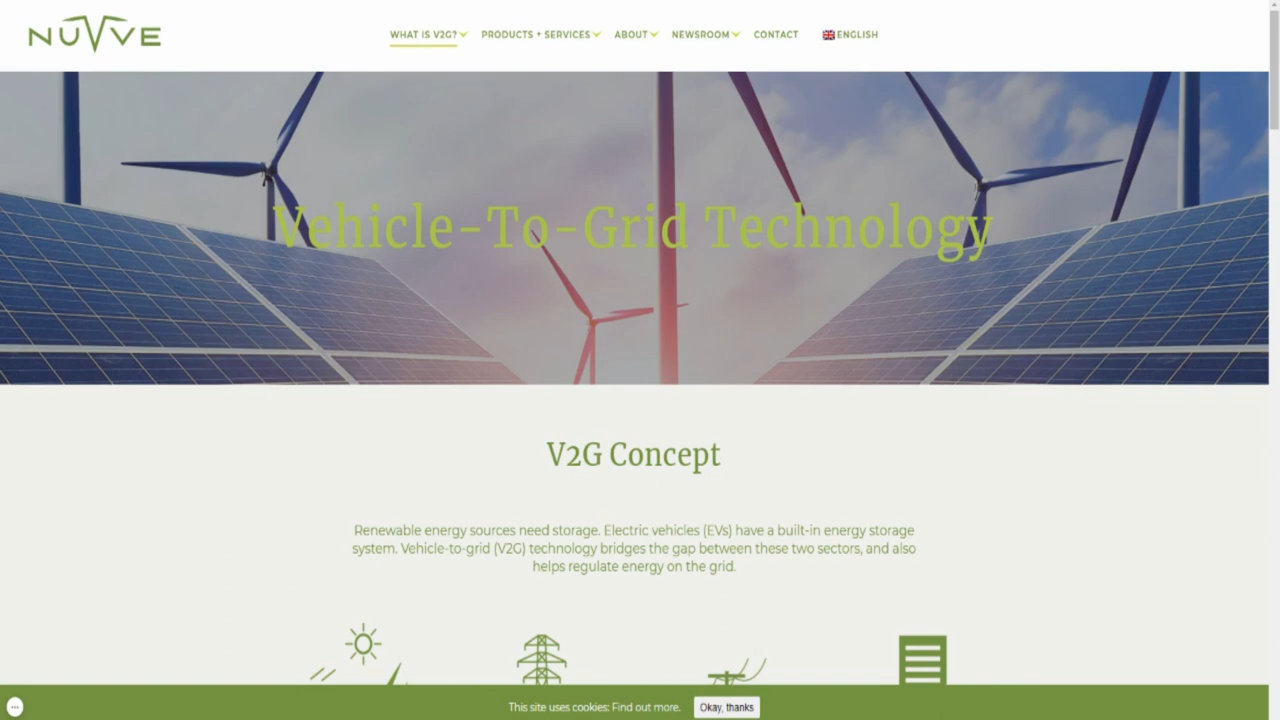 NUVVE
WHAT IS V2G? PRODUCTS + SERVICES ABOUT NEWSROOM CONTACT ENGLISH
Vehicle-To-Grid Technology
V2G Concept
Renewable energy sources need storage. Electric vehicles (EVs) have a built-in energy storage
system. Vehicle-to-grid (V2G) technology bridges the gap between these two sectors, and also
helps regulate energy on the grid.
This site uses cookies: Find out more. Okay, thanks